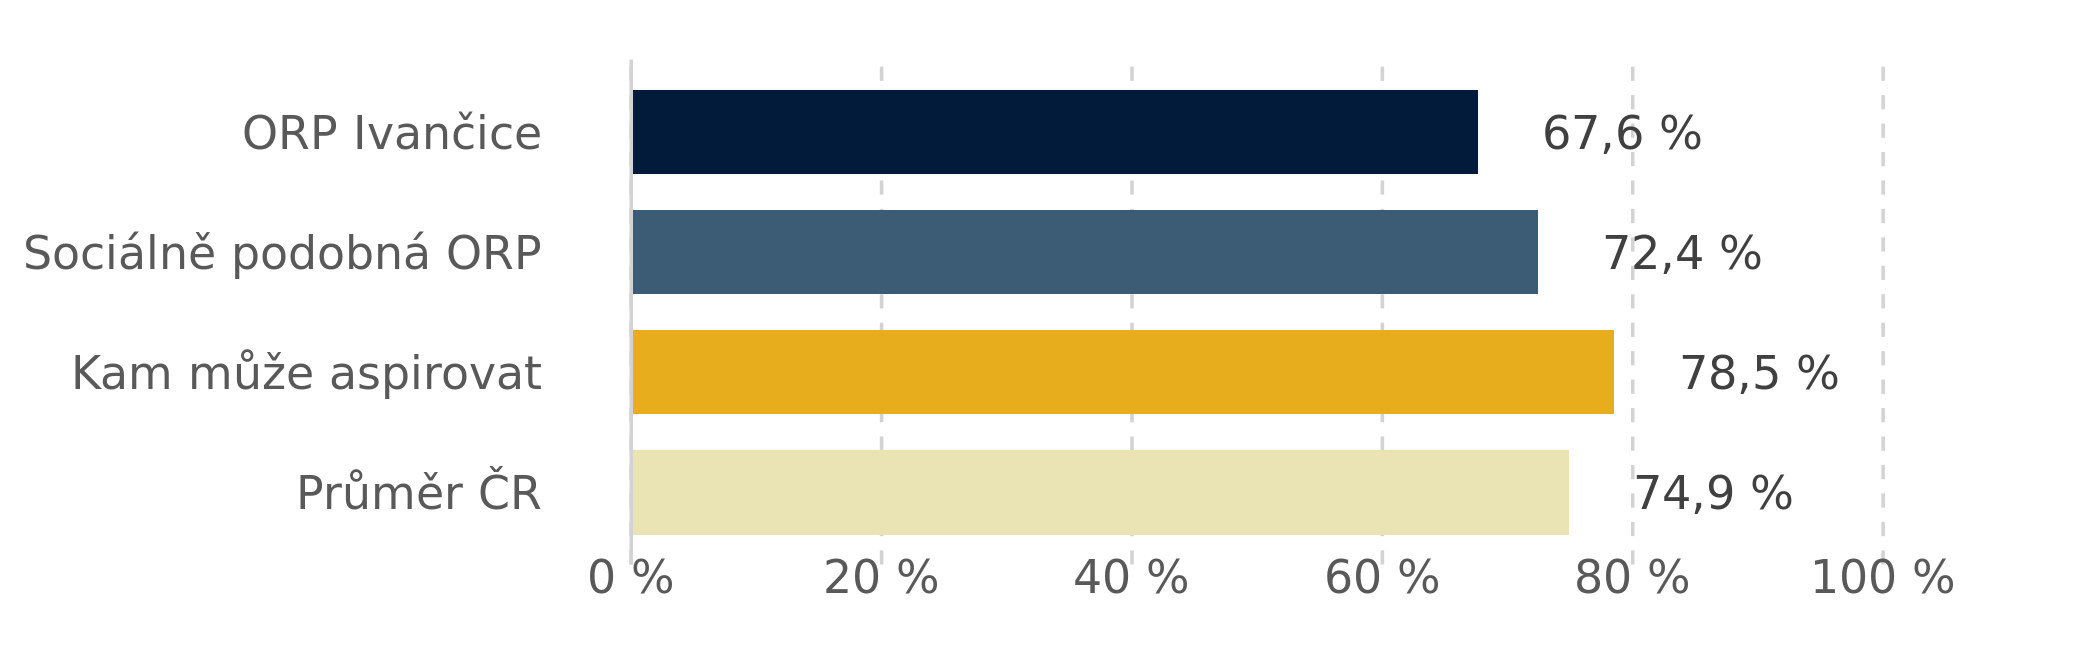 ORP Ivančice 67,6 %
Sociálně podobná ORP 72,4 %
Kam může aspirovat 78,5 %
Průměr ČR 74,9 %
0 % 20 % 40 % 60 % 80 % 100 %